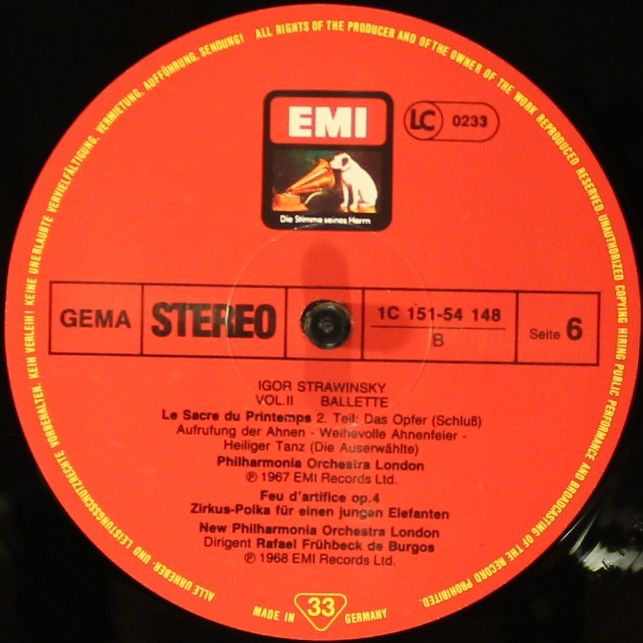 EMI
Die Stimme seines Herrn
LC 0233
GEMA
STEREO
1C 151-54 148
B
Seite 6
IGOR STRAWINSKY
VOL.II BALLETTE
Le Sacre du Printemps 2. Teil: Das Opfer (Schluß)
Aufrufung der Ahnen - Weihevolle Ahnenfeier -
Heiliger Tanz (Die Auserwählte)
Philharmonia Orchestra London
℗ 1967 EMI Records Ltd.
Feu d'artifice op.4
Zirkus-Polka für einen jungen Elefanten
New Philharmonia Orchestra London
Dirigent Rafael Frühbeck de Burgos
℗ 1968 EMI Records Ltd.
MADE IN 33 GERMANY
ALLE URHEBER- UND LEISTUNGSSCHUTZRECHTE VORBEHALTEN. KEIN VERLEIH! KEINE UNERLAUBTE VERVIELFÄLTIGUNG, VERMIETUNG, AUFFÜHRUNG, SENDUNG!
ALL RIGHTS OF THE PRODUCER AND OF THE OWNER OF THE WORK REPRODUCED RESERVED. UNAUTHORIZED COPYING HIRING PUBLIC PERFORMANCE AND BROADCASTING OF THE RECORD PROHIBITED.